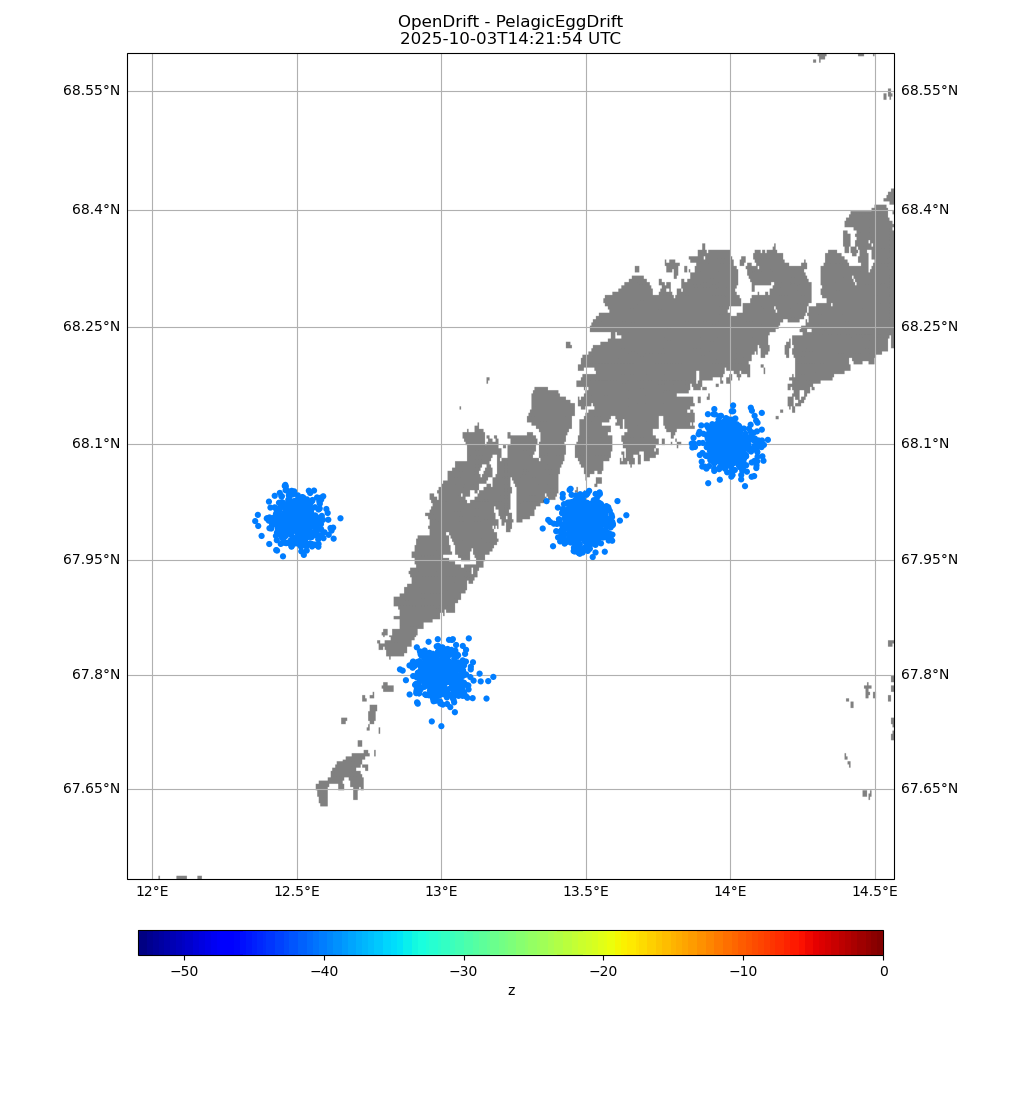 OpenDrift - PelagicEggDrift
2025-10-03T14:21:54 UTC
68.55°N 68.55°N
68.4°N 68.4°N
68.25°N 68.25°N
68.1°N 68.1°N
67.95°N 67.95°N
67.8°N 67.8°N
67.65°N 67.65°N
12°E 12.5°E 13°E 13.5°E 14°E 14.5°E
−50 −40 −30 −20 −10 0
z